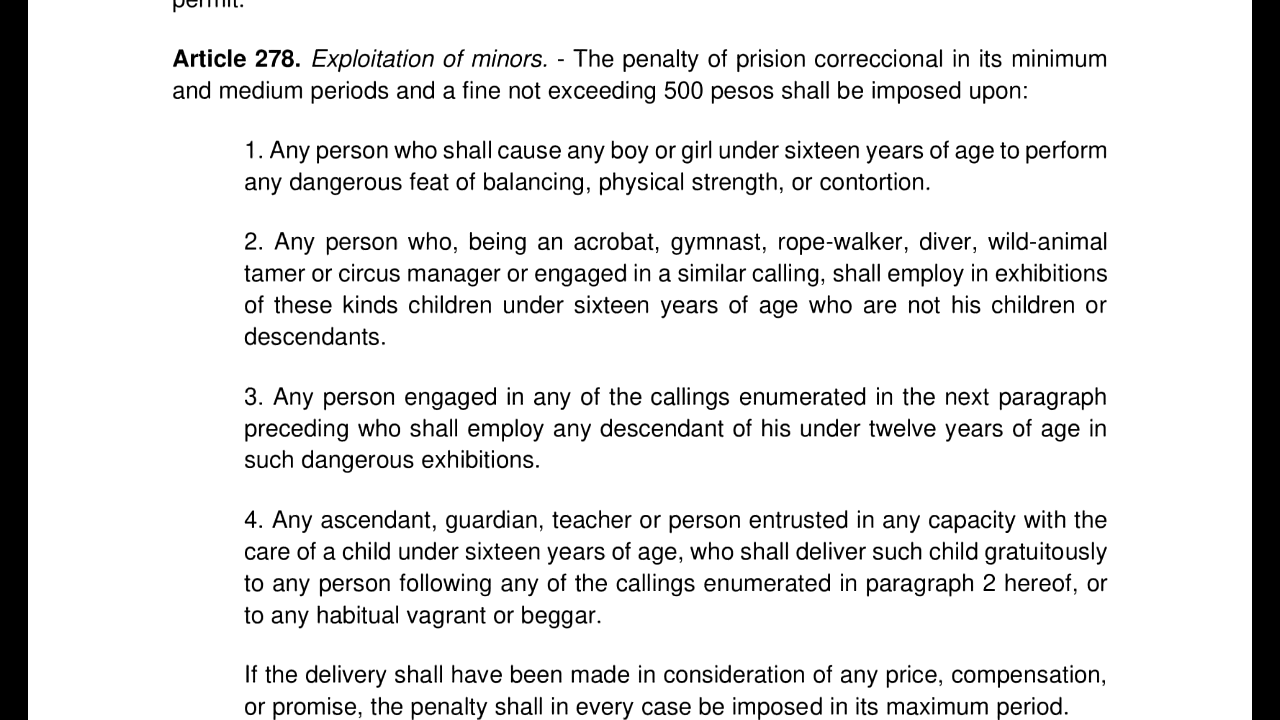 permit.
Article 278. Exploitation of minors. - The penalty of prision correccional in its minimum
and medium periods and a fine not exceeding 500 pesos shall be imposed upon:
1. Any person who shall cause any boy or girl under sixteen years of age to perform
any dangerous feat of balancing, physical strength, or contortion.
2. Any person who, being an acrobat, gymnast, rope-walker, diver, wild-animal
tamer or circus manager or engaged in a similar calling, shall employ in exhibitions
of these kinds children under sixteen years of age who are not his children or
descendants.
3. Any person engaged in any of the callings enumerated in the next paragraph
preceding who shall employ any descendant of his under twelve years of age in
such dangerous exhibitions.
4. Any ascendant, guardian, teacher or person entrusted in any capacity with the
care of a child under sixteen years of age, who shall deliver such child gratuitously
to any person following any of the callings enumerated in paragraph 2 hereof, or
to any habitual vagrant or beggar.
If the delivery shall have been made in consideration of any price, compensation,
or promise, the penalty shall in every case be imposed in its maximum period.